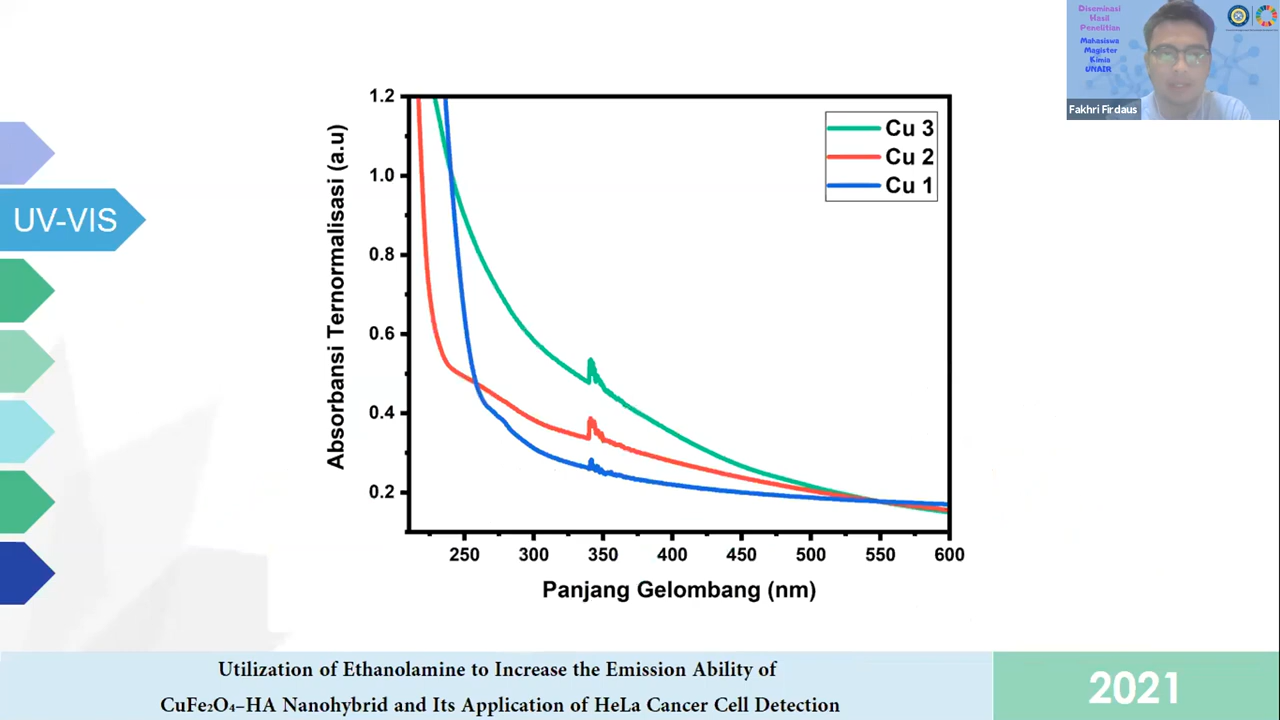 Diseminasi
Hasil
Penelitian
Mahasiswa
Magister
Kimia
UNAIR
Fakhri Firdaus
UV-VIS
Absorbansi Ternormalisasi (a.u)
1.2
1.0
0.8
0.6
0.4
0.2
Cu 3
Cu 2
Cu 1
250 300 350 400 450 500 550 600
Panjang Gelombang (nm)
Utilization of Ethanolamine to Increase the Emission Ability of
CuFe₂O₄–HA Nanohybrid and Its Application of HeLa Cancer Cell Detection
2021